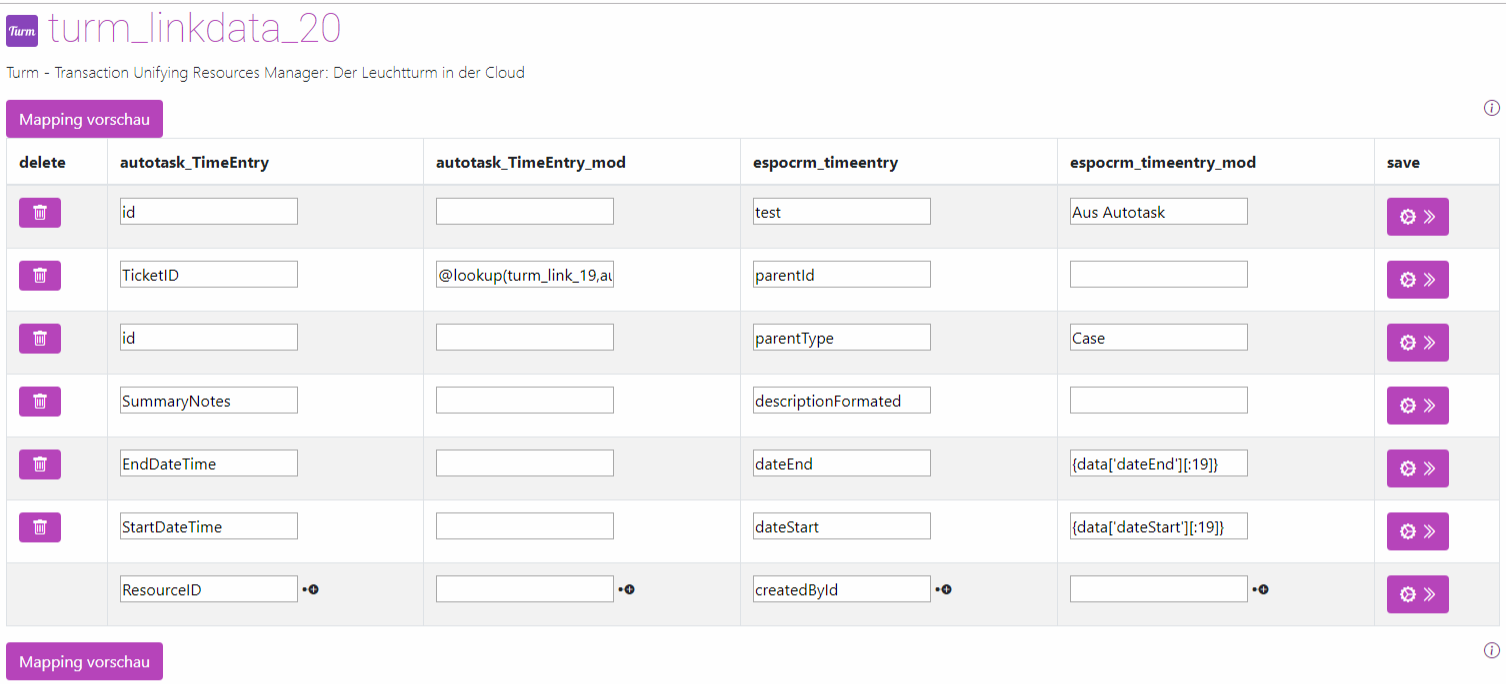 Turm turm_linkdata_20
Turm - Transaction Unifying Resources Manager: Der Leuchtturm in der Cloud
Mapping vorschau
delete autotask_TimeEntry autotask_TimeEntry_mod espocrm_timeentry espocrm_timeentry_mod save
id test Aus Autotask
TicketID @lookup(turm_link_19,au parentId
id parentType Case
SummaryNotes descriptionFormated
EndDateTime dateEnd {data['dateEnd'][:19]}
StartDateTime dateStart {data['dateStart'][:19]}
ResourceID createdById
Mapping vorschau